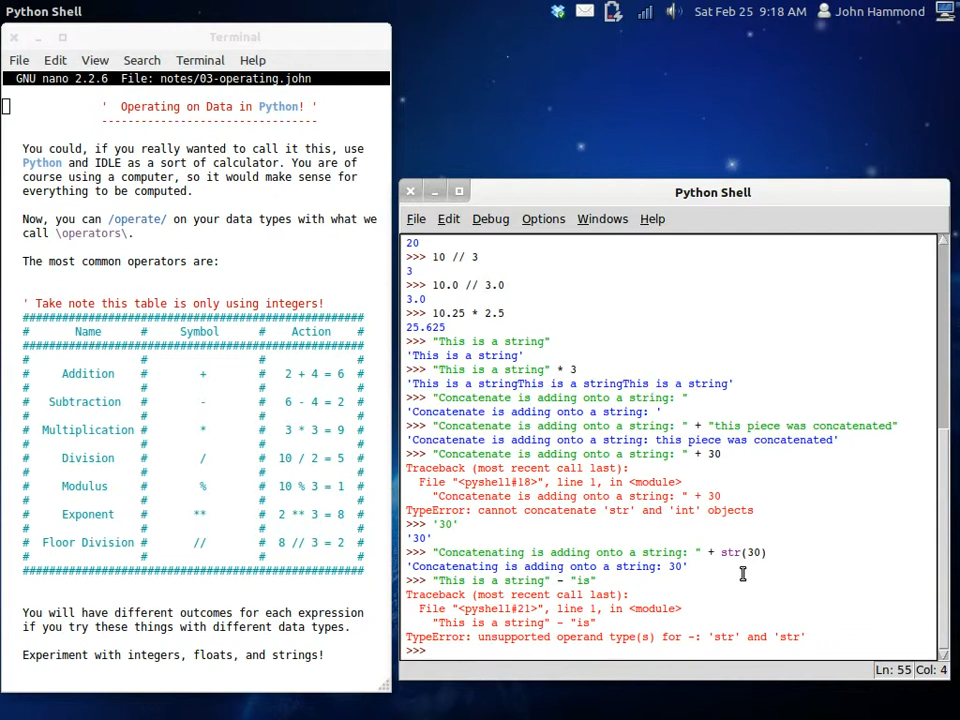 Python Shell
Sat Feb 25 9:18 AM
John Hammond
Terminal
File Edit View Search Terminal Help
GNU nano 2.2.6 File: notes/03-operating.john
' Operating on Data in Python! '
-------------------------------
You could, if you really wanted to call it this, use
Python and IDLE as a sort of calculator. You are of
course using a computer, so it would make sense for
everything to be computed.
Now, you can /operate/ on your data types with what we
call \operators\.
The most common operators are:
' Take note this table is only using integers!
#########################################################
# Name # Symbol # Action #
#########################################################
# # # #
# Addition # + # 2 + 4 = 6 #
# # # #
# Subtraction # - # 6 - 4 = 2 #
# # # #
# Multiplication # * # 3 * 3 = 9 #
# # # #
# Division # / # 10 / 2 = 5 #
# # # #
# Modulus # % # 10 % 3 = 1 #
# # # #
# Exponent # ** # 2 ** 3 = 8 #
# # # #
# Floor Division # // # 8 // 3 = 2 #
# # # #
#########################################################
You will have different outcomes for each expression
if you try these things with different data types.
Experiment with integers, floats, and strings!
Python Shell
File Edit Debug Options Windows Help
20
>>> 10 // 3
3
>>> 10.0 // 3.0
3.0
>>> 10.25 * 2.5
25.625
>>> "This is a string"
'This is a string'
>>> "This is a string" * 3
'This is a stringThis is a stringThis is a string'
>>> "Concatenate is adding onto a string: "
'Concatenate is adding onto a string: '
>>> "Concatenate is adding onto a string: " + "this piece was concatenated"
'Concatenate is adding onto a string: this piece was concatenated'
>>> "Concatenate is adding onto a string: " + 30
Traceback (most recent call last):
File "<pyshell#18>", line 1, in <module>
"Concatenate is adding onto a string: " + 30
TypeError: cannot concatenate 'str' and 'int' objects
>>> '30'
'30'
>>> "Concatenating is adding onto a string: " + str(30)
'Concatenating is adding onto a string: 30'
>>> "This is a string" - "is"
Traceback (most recent call last):
File "<pyshell#21>", line 1, in <module>
"This is a string" - "is"
TypeError: unsupported operand type(s) for -: 'str' and 'str'
>>>
Ln: 55 Col: 4